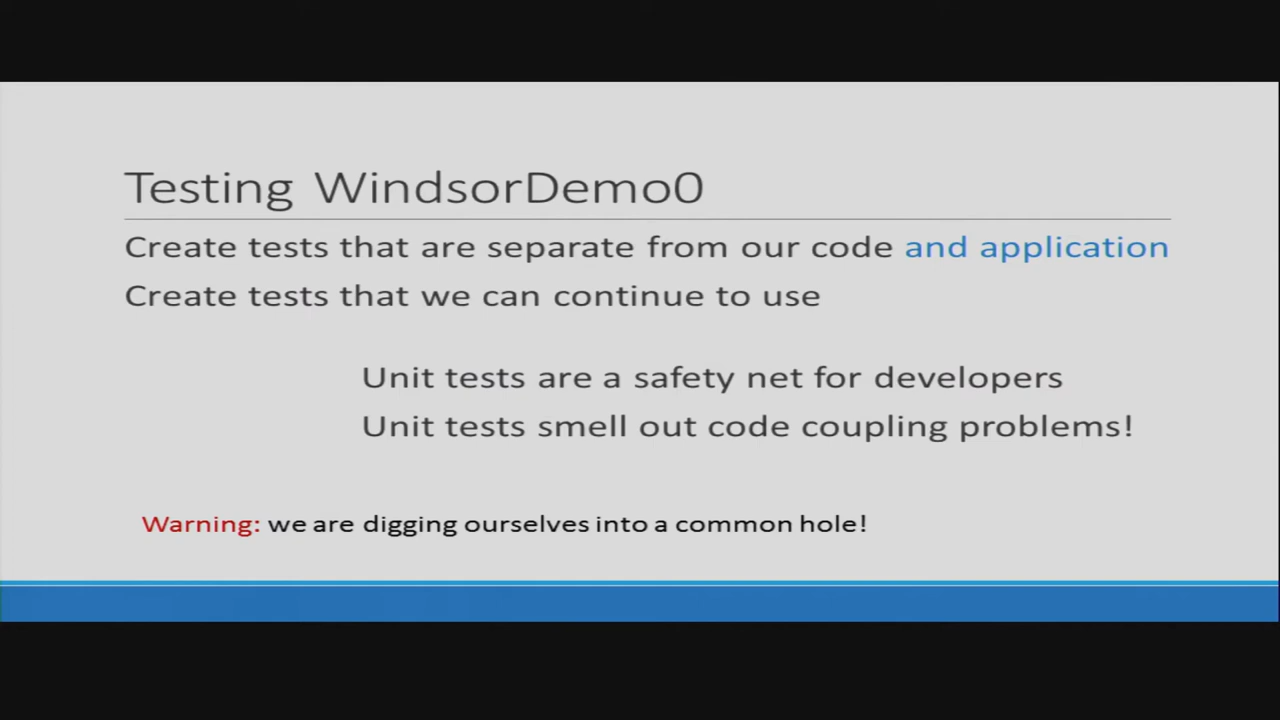 Testing WindsorDemo0
Create tests that are separate from our code and application
Create tests that we can continue to use
Unit tests are a safety net for developers
Unit tests smell out code coupling problems!
Warning: we are digging ourselves into a common hole!